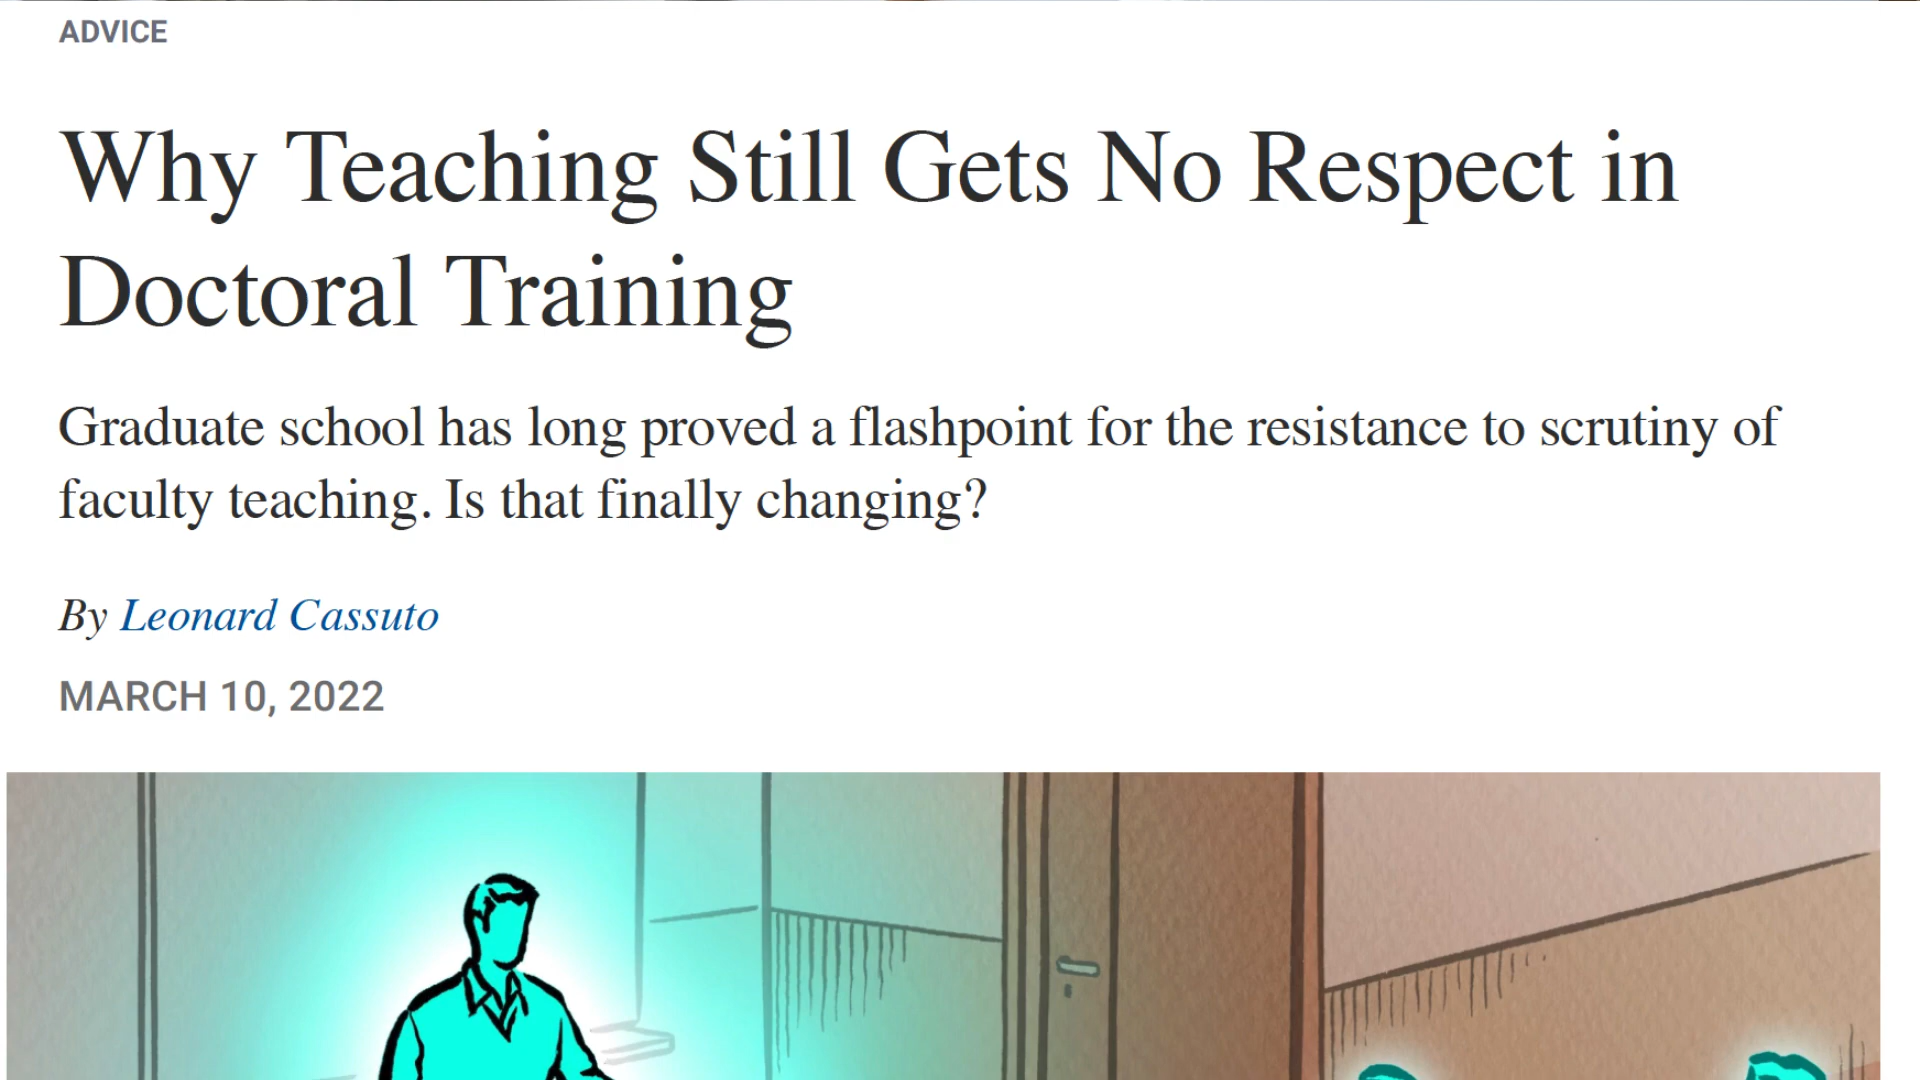 ADVICE
Why Teaching Still Gets No Respect in
Doctoral Training
Graduate school has long proved a flashpoint for the resistance to scrutiny of
faculty teaching. Is that finally changing?
By Leonard Cassuto
MARCH 10, 2022